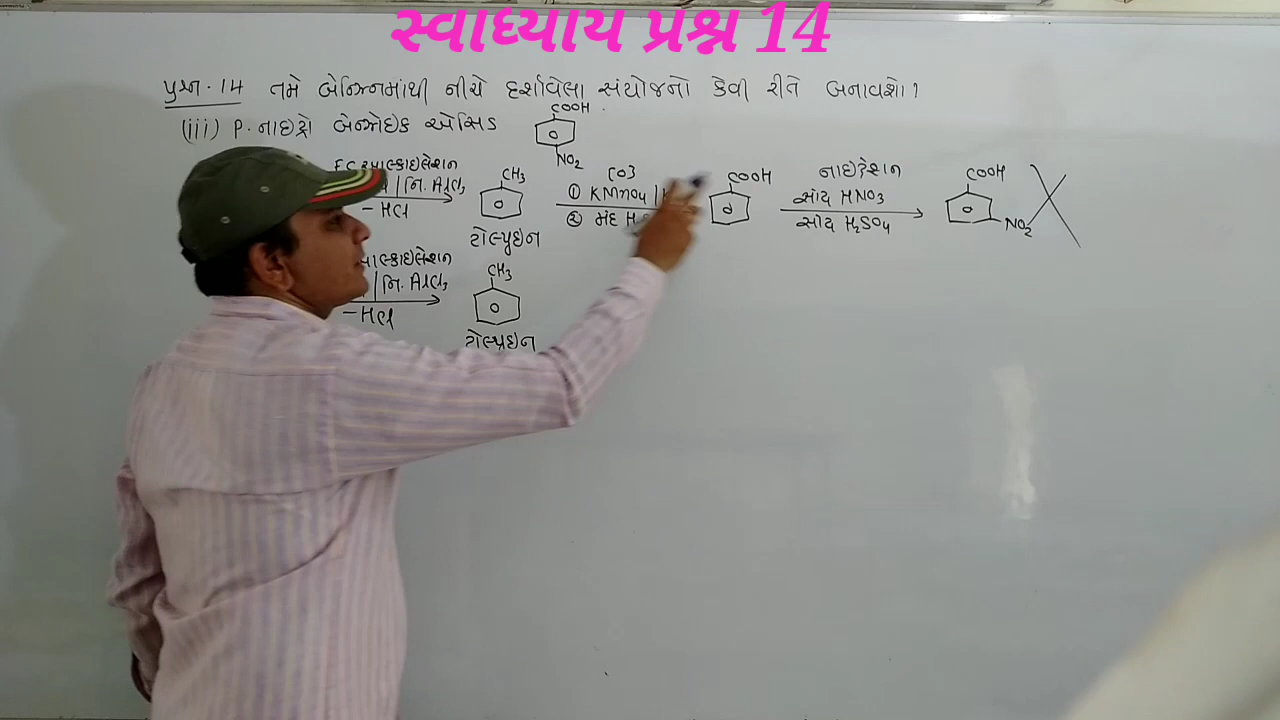 સ્વાધ્યાય પ્રશ્ન 14
પ્રશ્ન-14 તમે બેન્ઝિનમાંથી નીચે દર્શાવેલા સંયોજનો કેવી રીતે બનાવશો?
(iii) P-નાઇટ્રો બેન્ઝોઇક એસિડ
COOH
NO2
આલ્કાઇલેશન
| નિ. AlCl3
-HCl
CH3
ટોલ્યુઇન
[O]
① KMnO4 |
② મંદ
COOH
નાઇટ્રેશન
સાંદ્ર HNO3
સાંદ્ર H2SO4
COOH
NO2
આલ્કાઇલેશન
| નિ. AlCl3
-HCl
CH3
ટોલ્યુઇન